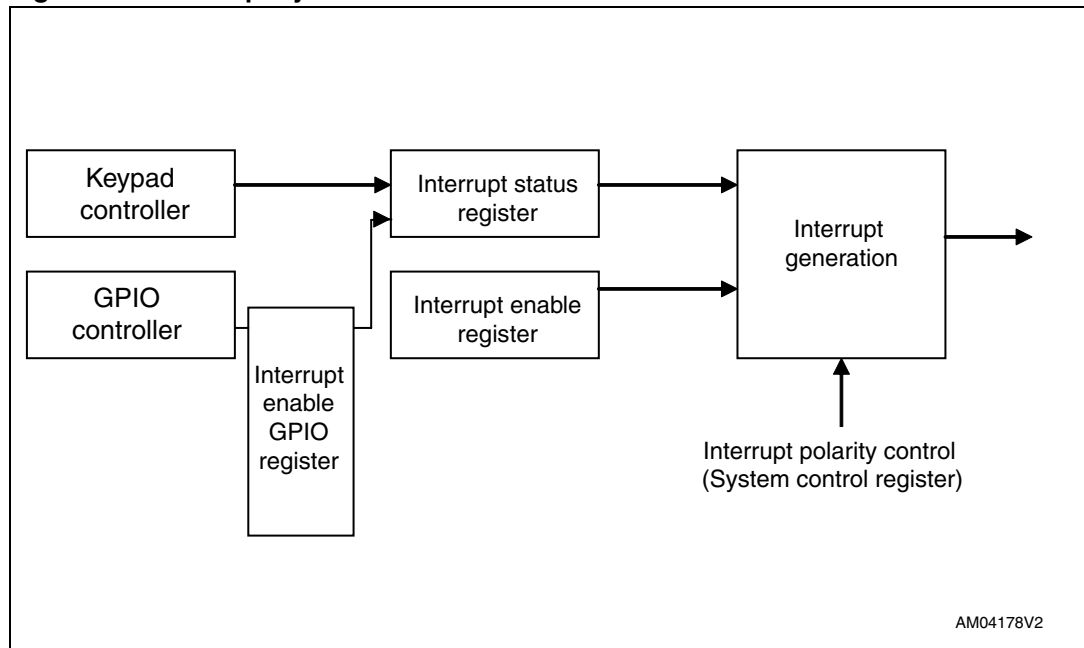 Keypad
controller
Interrupt status
register
Interrupt
generation
GPIO
controller
Interrupt enable
register
Interrupt
enable
GPIO
register
Interrupt polarity control
(System control register)
AM04178V2